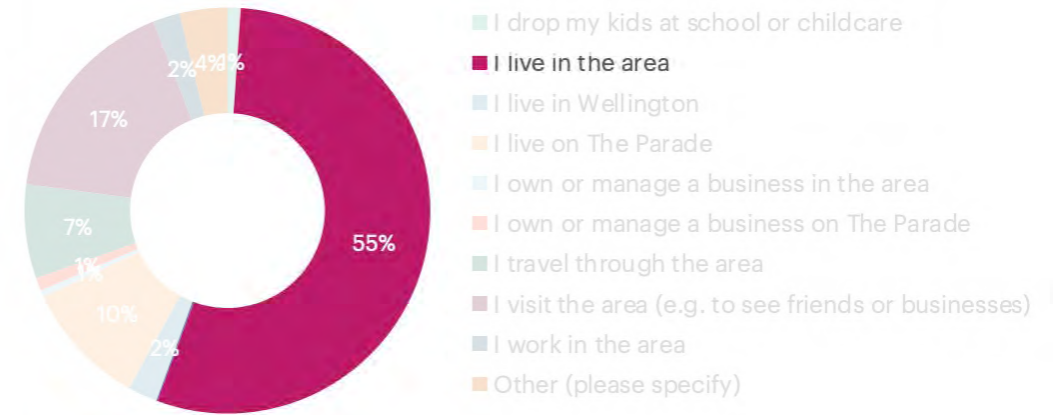 2%4%1%
17%
7%
1%
1%
10%
2%
55%
I drop my kids at school or childcare
I live in the area
I live in Wellington
I live on The Parade
I own or manage a business in the area
I own or manage a business on The Parade
I travel through the area
I visit the area (e.g. to see friends or businesses)
I work in the area
Other (please specify)